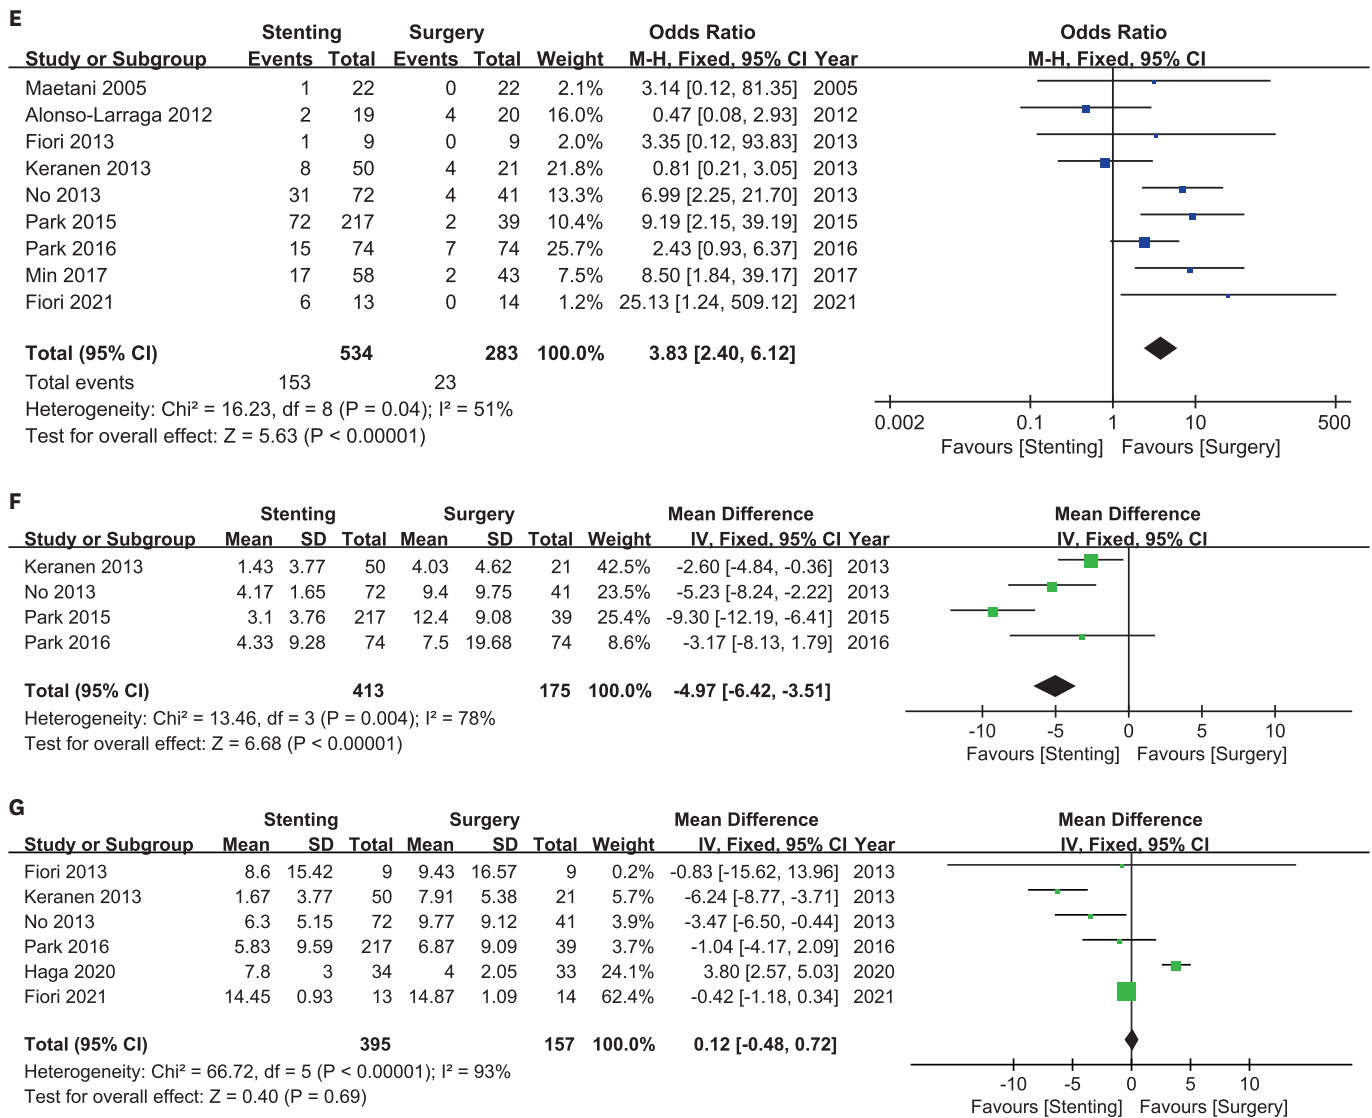 E
Stenting Surgery Odds Ratio Odds Ratio
Study or Subgroup Events Total Events Total Weight M-H, Fixed, 95% CI Year M-H, Fixed, 95% CI
Maetani 2005 1 22 0 22 2.1% 3.14 [0.12, 81.35] 2005
Alonso-Larraga 2012 2 19 4 20 16.0% 0.47 [0.08, 2.93] 2012
Fiori 2013 1 9 0 9 2.0% 3.35 [0.12, 93.83] 2013
Keranen 2013 8 50 4 21 21.8% 0.81 [0.21, 3.05] 2013
No 2013 31 72 4 41 13.3% 6.99 [2.25, 21.70] 2013
Park 2015 72 217 2 39 10.4% 9.19 [2.15, 39.19] 2015
Park 2016 15 74 7 74 25.7% 2.43 [0.93, 6.37] 2016
Min 2017 17 58 2 43 7.5% 8.50 [1.84, 39.17] 2017
Fiori 2021 6 13 0 14 1.2% 25.13 [1.24, 509.12] 2021
Total (95% CI) 534 283 100.0% 3.83 [2.40, 6.12]
Total events 153 23
Heterogeneity: Chi² = 16.23, df = 8 (P = 0.04); I² = 51%
Test for overall effect: Z = 5.63 (P < 0.00001)
0.002 0.1 1 10 500
Favours [Stenting] Favours [Surgery]
F
Stenting Surgery Mean Difference Mean Difference
Study or Subgroup Mean SD Total Mean SD Total Weight IV, Fixed, 95% CI Year IV, Fixed, 95% CI
Keranen 2013 1.43 3.77 50 4.03 4.62 21 42.5% -2.60 [-4.84, -0.36] 2013
No 2013 4.17 1.65 72 9.4 9.75 41 23.5% -5.23 [-8.24, -2.22] 2013
Park 2015 3.1 3.76 217 12.4 9.08 39 25.4% -9.30 [-12.19, -6.41] 2015
Park 2016 4.33 9.28 74 7.5 19.68 74 8.6% -3.17 [-8.13, 1.79] 2016
Total (95% CI) 413 175 100.0% -4.97 [-6.42, -3.51]
Heterogeneity: Chi² = 13.46, df = 3 (P = 0.004); I² = 78%
Test for overall effect: Z = 6.68 (P < 0.00001)
-10 -5 0 5 10
Favours [Stenting] Favours [Surgery]
G
Stenting Surgery Mean Difference Mean Difference
Study or Subgroup Mean SD Total Mean SD Total Weight IV, Fixed, 95% CI Year IV, Fixed, 95% CI
Fiori 2013 8.6 15.42 9 9.43 16.57 9 0.2% -0.83 [-15.62, 13.96] 2013
Keranen 2013 1.67 3.77 50 7.91 5.38 21 5.7% -6.24 [-8.77, -3.71] 2013
No 2013 6.3 5.15 72 9.77 9.12 41 3.9% -3.47 [-6.50, -0.44] 2013
Park 2016 5.83 9.59 217 6.87 9.09 39 3.7% -1.04 [-4.17, 2.09] 2016
Haga 2020 7.8 3 34 4 2.05 33 24.1% 3.80 [2.57, 5.03] 2020
Fiori 2021 14.45 0.93 13 14.87 1.09 14 62.4% -0.42 [-1.18, 0.34] 2021
Total (95% CI) 395 157 100.0% 0.12 [-0.48, 0.72]
Heterogeneity: Chi² = 66.72, df = 5 (P < 0.00001); I² = 93%
Test for overall effect: Z = 0.40 (P = 0.69)
-10 -5 0 5 10
Favours [Stenting] Favours [Surgery]